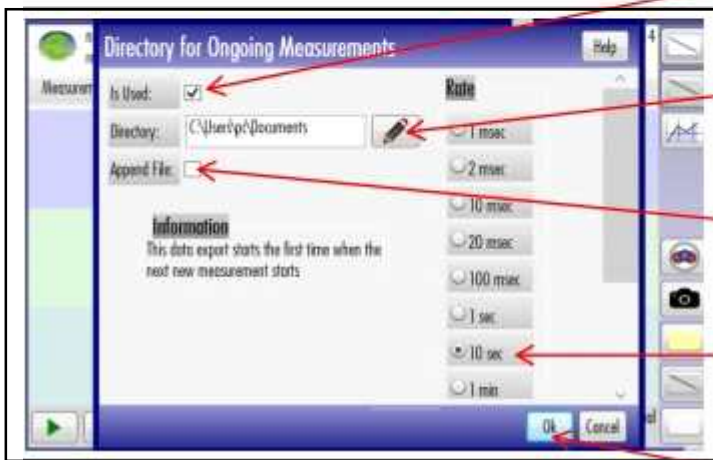 Directory for Ongoing Measurements
Help
4
Measurem
Is Used:
Directory:
C:\Users\pc\Documents
Append File:
Information
This data export starts the first time when the
next new measurement starts
Rate
1 msec
2 msec
10 msec
20 msec
100 msec
1 sec
10 sec
1 min
Ok
Cancel